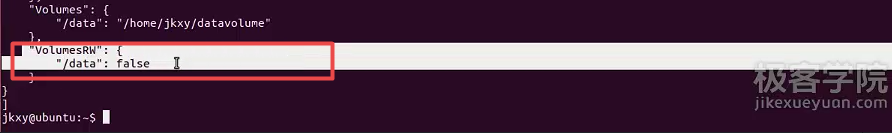 "Volumes": {
"/data": "/home/jkxy/datavolume"
},
"VolumesRW": {
"/data": false
}
}
]
jkxy@ubuntu:~$
极客学院
jikexueyuan.com